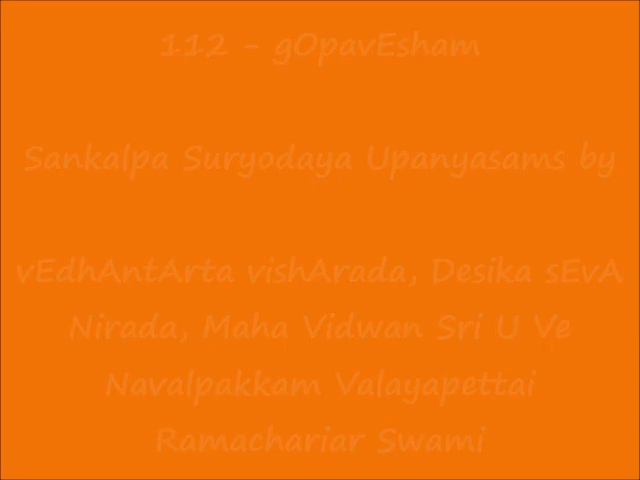 112 - gOpavEsham
Sankalpa Suryodaya Upanyasams by
vEdhAntArta vishArada, Desika sEvA
Nirada, Maha Vidwan Sri U Ve
Navalpakkam Valayapettai
Ramachariar Swami